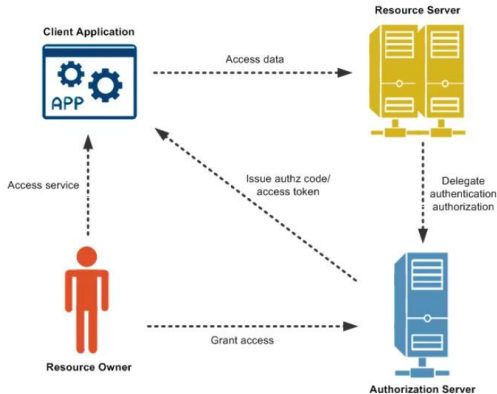 Resource Server
Client Application
Access data
APP
Issue authz code/
access token
Delegate
authentication
authorization
Access service
Grant access
Resource Owner
Authorization Server